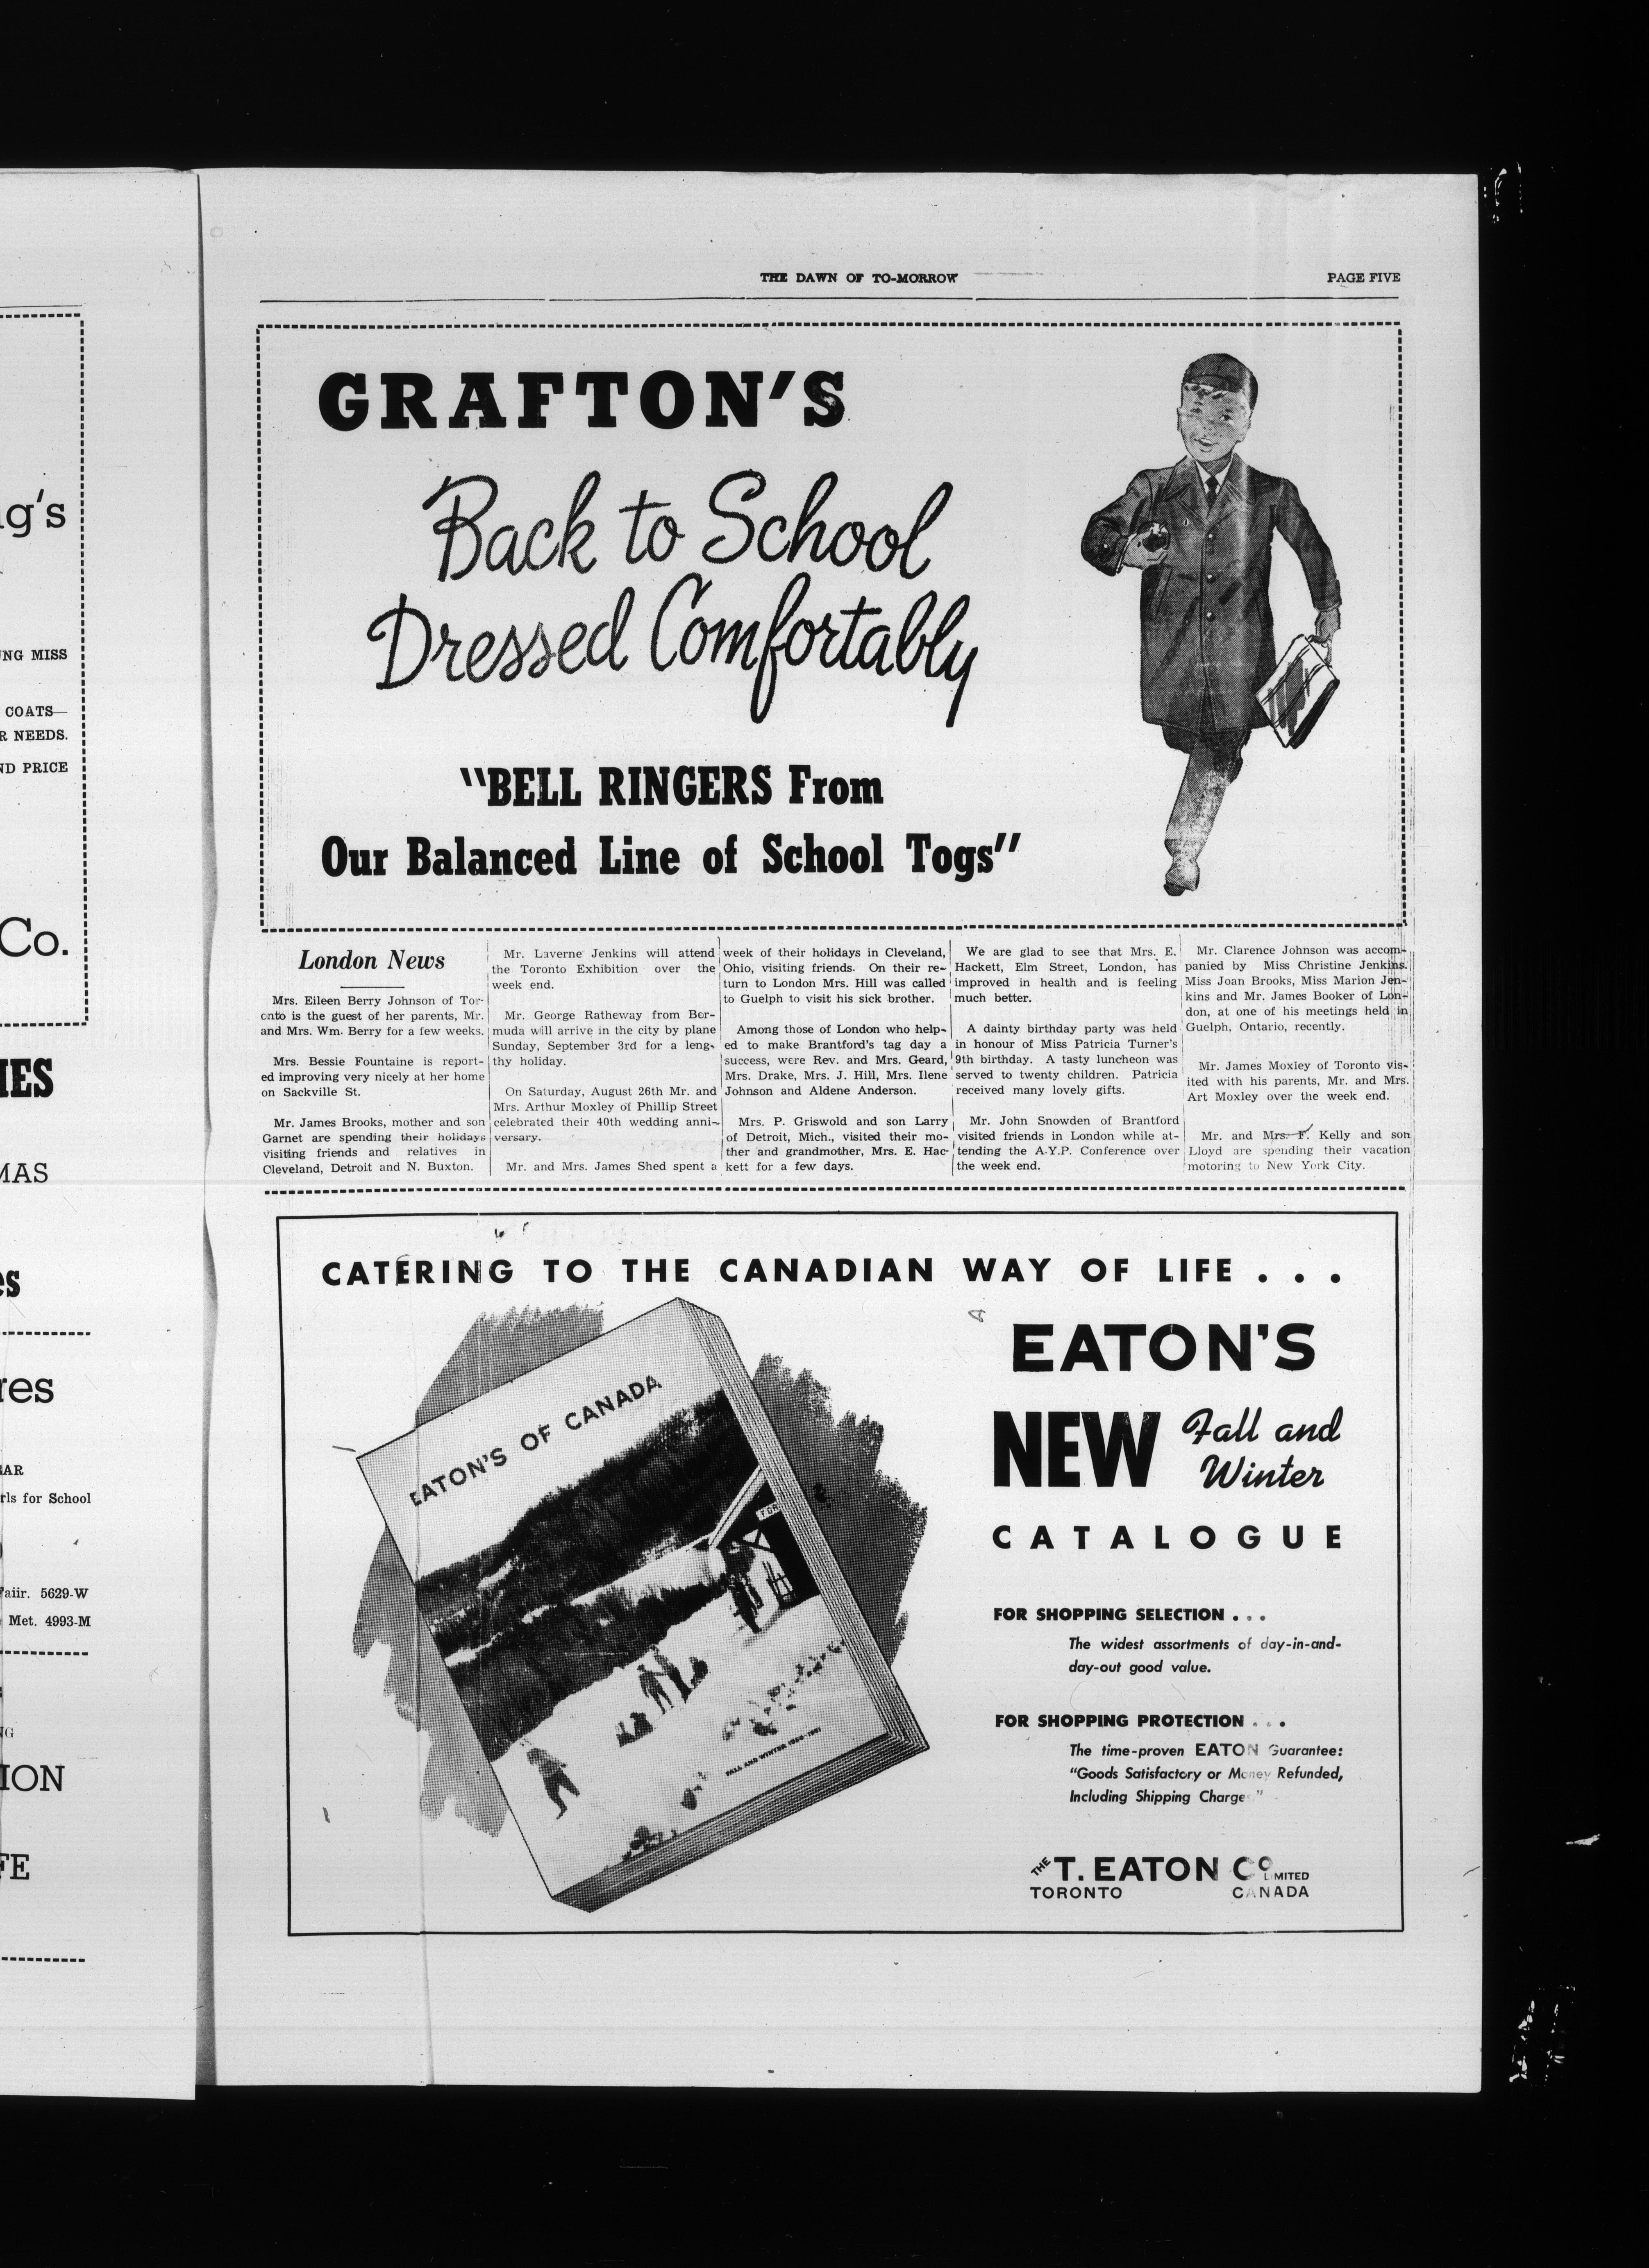 g's
NG MISS
COATS—
R NEEDS.
ND PRICE
Co.
MAS
AR
rls for School
5629-W
Met. 4993-M
ION
FE
THE DAWN OF TO-MORROW
PAGE FIVE
GRAFTON'S
Back to School
Dressed Comfortably
"BELL RINGERS From
Our Balanced Line of School Togs"
London News
Mrs. Eileen Berry Johnson of Tor-
onto is the guest of her parents, Mr.
and Mrs. Wm. Berry for a few weeks.
Mrs. Bessie Fountaine is report-
ed improving very nicely at her home
on Sackville St.
Mr. James Brooks, mother and son
Garnet are spending their holidays
visiting friends and relatives in
Cleveland, Detroit and N. Buxton.
Mr. Laverne Jenkins will attend
the Toronto Exhibition over the
week end.
Mr. George Ratheway from Ber-
muda will arrive in the city by plane
Sunday, September 3rd for a leng-
thy holiday.
On Saturday, August 26th Mr. and
Mrs. Arthur Moxley of Phillip Street
celebrated their 40th wedding anni-
versary.
Mr. and Mrs. James Shed spent a
week of their holidays in Cleveland,
Ohio, visiting friends. On their re-
turn to London Mrs. Hill was called
to Guelph to visit his sick brother.
Among those of London who help-
ed to make Brantford's tag day a
success, were Rev. and Mrs. Geard,
Mrs. Drake, Mrs. J. Hill, Mrs. Ilene
Johnson and Aldene Anderson.
Mrs. P. Griswold and son Larry
of Detroit, Mich., visited their mo-
ther and grandmother, Mrs. E. Hac-
kett for a few days.
We are glad to see that Mrs. E.
Hackett, Elm Street, London, has
improved in health and is feeling
much better.
A dainty birthday party was held
in honour of Miss Patricia Turner's
9th birthday. A tasty luncheon was
served to twenty children. Patricia
received many lovely gifts.
Mr. John Snowden of Brantford
visited friends in London while at-
tending the A.Y.P. Conference over
the week end.
Mr. Clarence Johnson was accom-
panied by Miss Christine Jenkins.
Miss Joan Brooks, Miss Marion Jen-
kins and Mr. James Booker of Lon-
don, at one of his meetings held in
Guelph, Ontario, recently.
Mr. James Moxley of Toronto vis-
ited with his parents, Mr. and Mrs.
Art Moxley over the week end.
Mr. and Mrs. F. Kelly and son
Lloyd are spending their vacation
motoring to New York City.
CATERING TO THE CANADIAN WAY OF LIFE . . .
EATON'S OF CANADA
FALL AND WINTER 1950-1951
EATON'S
NEW Fall and
Winter
CATALOGUE
FOR SHOPPING SELECTION . . .
The widest assortments of day-in-and-
day-out good value.
FOR SHOPPING PROTECTION . . .
The time-proven EATON Guarantee:
"Goods Satisfactory or Money Refunded,
Including Shipping Charge "
THE T. EATON CO LIMITED
TORONTO CANADA